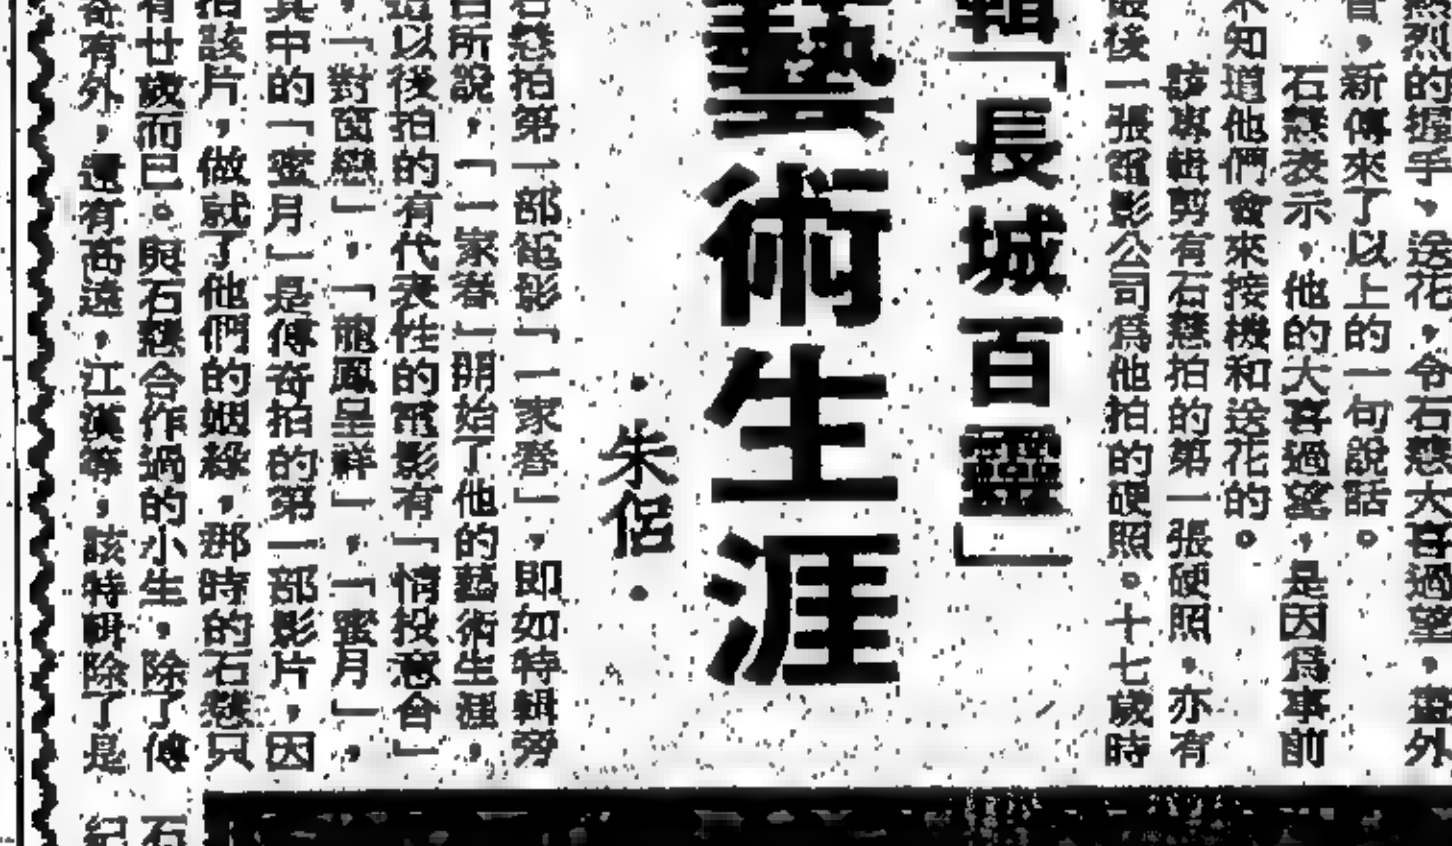 熱烈的握手，送花，令石慧大喜過望，意外
，新傳來了以上的一句說話。
石慧表示，他的大喜過望，是因爲事前
不知道他們會來接機和送花的。
該專輯剪有石慧拍的第一張硬照，亦有
最後一張電影公司爲他拍的硬照。十七歲時
輯「長城百靈」
藝術生涯
·朱侶·
石慧拍第一部電影「一家春」，即如特輯旁
白所說，「一家春」開始了他的藝術生涯，
這以後拍的有代表性的電影有「情投意合」
，「對窗戀」，「龍鳳呈祥」，「蜜月」，
其中的「蜜月」是傅奇拍的第一部影片，因
拍該片，做就了他們的姻緣，那時的石慧只
有廿歲而已。與石慧合作過的小生，除了傅
奇有外，還有高遠，江漢等，該特輯除了是
石
紀